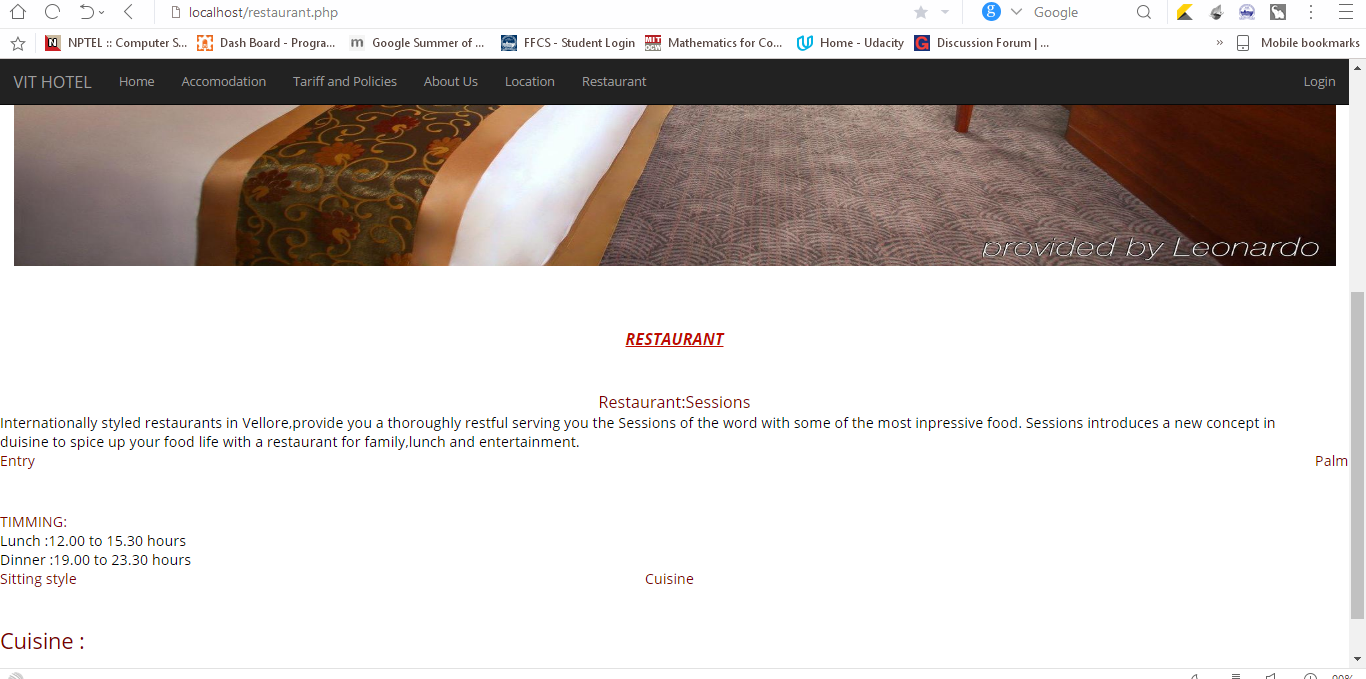 localhost/restaurant.php
g Google
NPTEL :: Computer S... Dash Board - Progra... m Google Summer of ... FFCS - Student Login MIT OCW Mathematics for Co... Home - Udacity G Discussion Forum | ... » Mobile bookmarks
VIT HOTEL Home Accomodation Tariff and Policies About Us Location Restaurant Login
provided by Leonardo
RESTAURANT
Restaurant:Sessions
Internationally styled restaurants in Vellore,provide you a thoroughly restful serving you the Sessions of the word with some of the most inpressive food. Sessions introduces a new concept in
duisine to spice up your food life with a restaurant for family,lunch and entertainment.
Entry Palm
TIMMING:
Lunch :12.00 to 15.30 hours
Dinner :19.00 to 23.30 hours
Sitting style Cuisine
Cuisine :